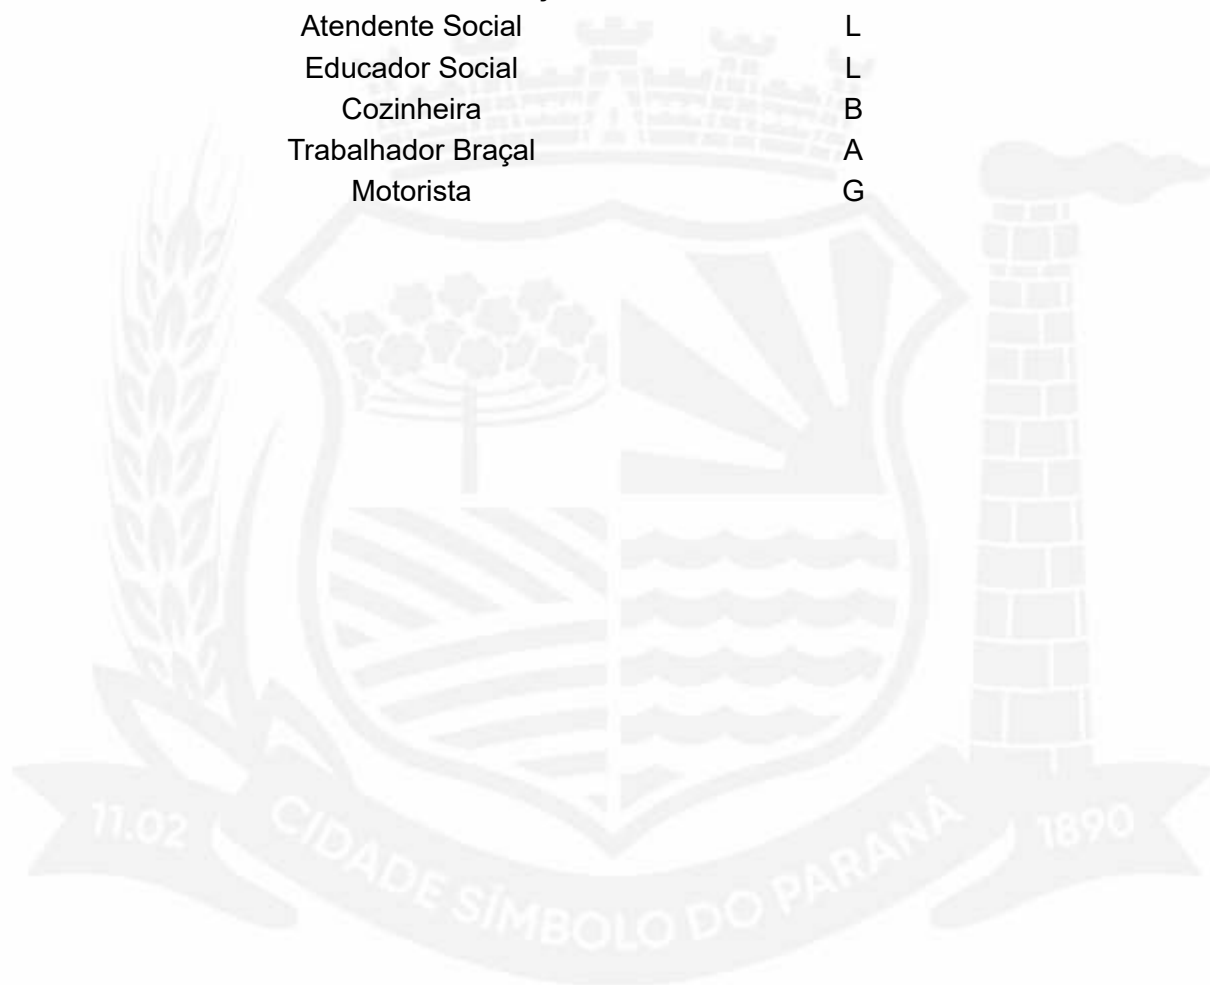 Atendente Social L
Educador Social L
Cozinheira B
Trabalhador Braçal A
Motorista G
11.02 CIDADE SÍMBOLO DO PARANÁ 1890